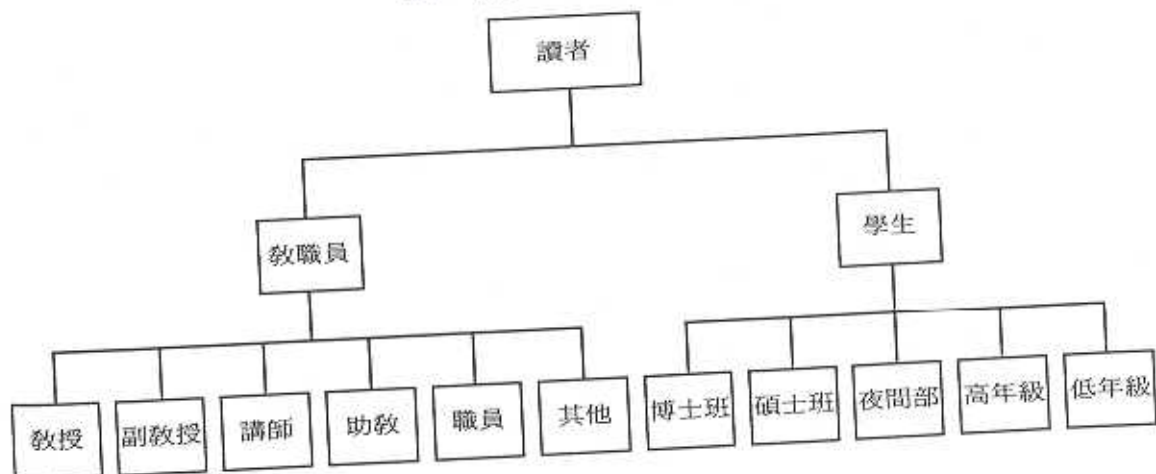 讀者
教職員
學生
教授
副教授
講師
助教
職員
其他
博士班
碩士班
夜間部
高年級
低年級